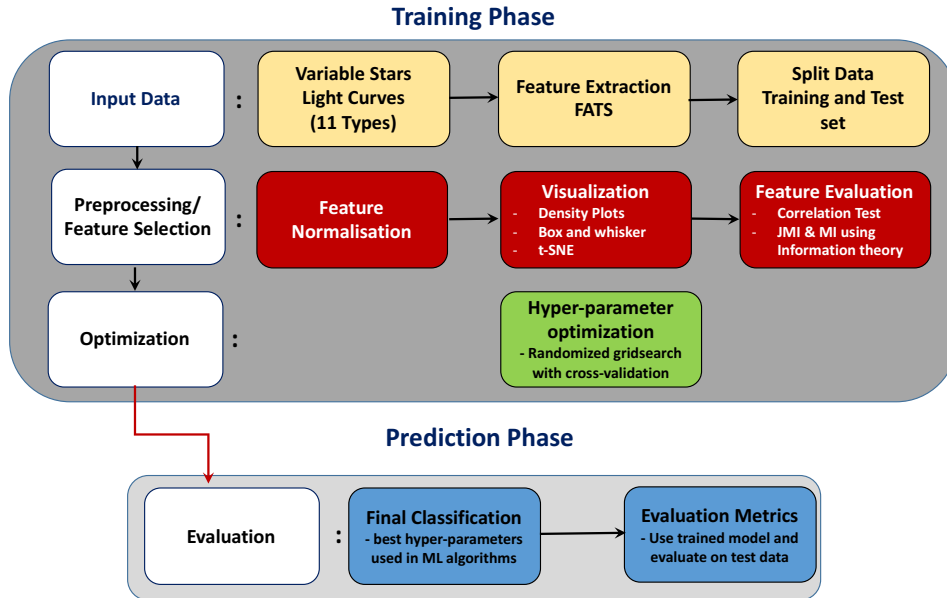 Training Phase
Input Data
:
Variable Stars
Light Curves
(11 Types)
Feature Extraction
FATS
Split Data
Training and Test
set
Preprocessing/
Feature Selection
:
Feature
Normalisation
Visualization
- Density Plots
- Box and whisker
- t-SNE
Feature Evaluation
- Correlation Test
- JMI & MI using
Information theory
Optimization
:
Hyper-parameter
optimization
- Randomized gridsearch
with cross-validation
Prediction Phase
Evaluation
:
Final Classification
- best hyper-parameters
used in ML algorithms
Evaluation Metrics
- Use trained model and
evaluate on test data